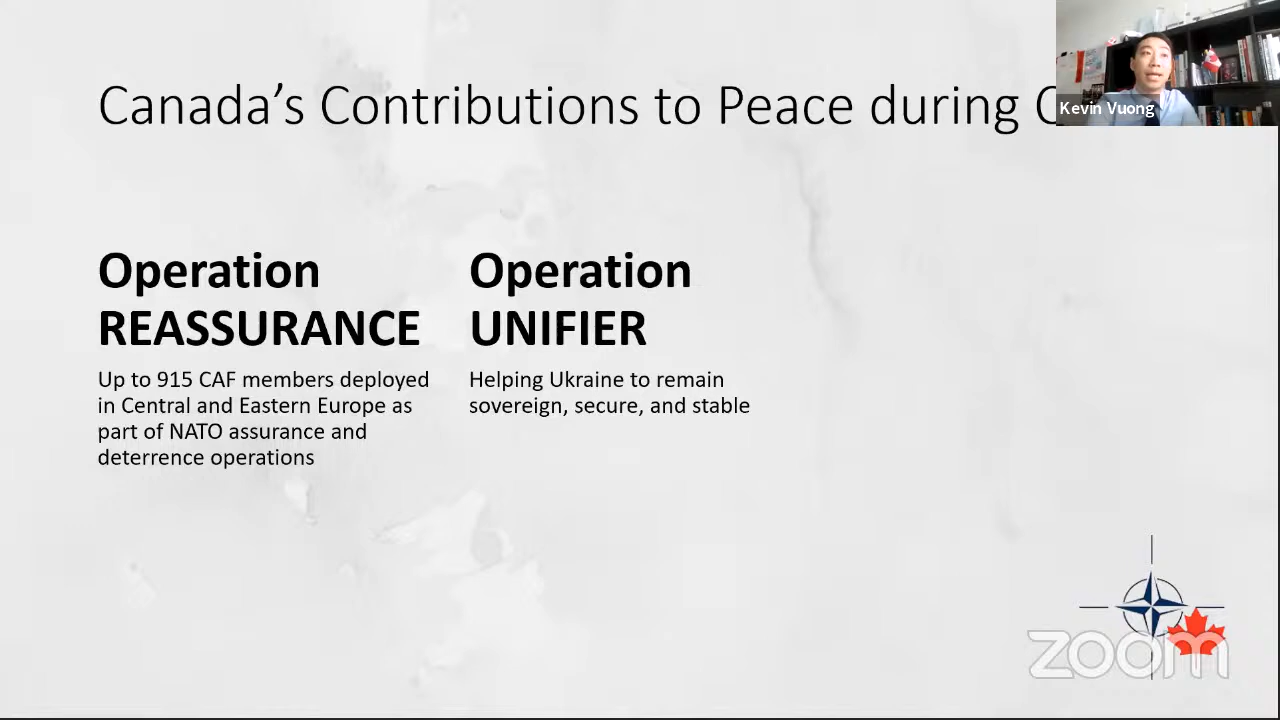 Canada's Contributions to Peace during
Kevin Vuong
Operation
REASSURANCE
Up to 915 CAF members deployed
in Central and Eastern Europe as
part of NATO assurance and
deterrence operations
Operation
UNIFIER
Helping Ukraine to remain
sovereign, secure, and stable
zoom